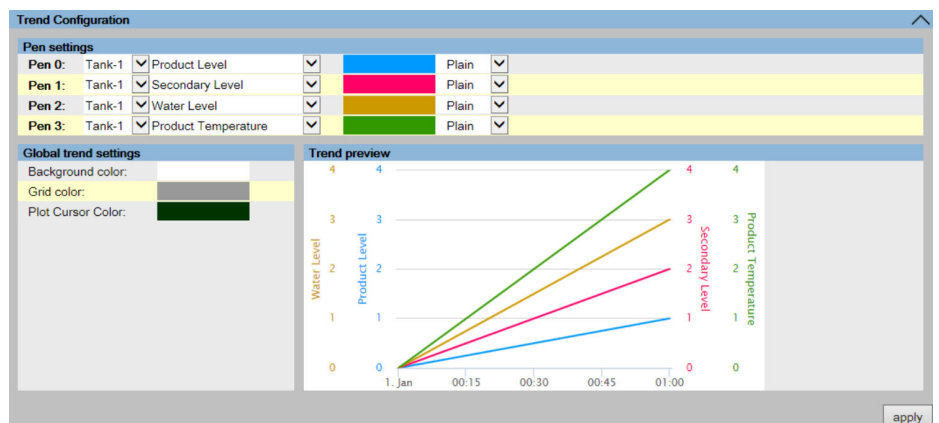 Trend Configuration
Pen settings
Pen 0: Tank-1 Product Level Plain
Pen 1: Tank-1 Secondary Level Plain
Pen 2: Tank-1 Water Level Plain
Pen 3: Tank-1 Product Temperature Plain
Global trend settings
Background color:
Grid color:
Plot Cursor Color:
Trend preview
4 4 4 4
3 3 3 3
2 2 2 2
1 1 1 1
0 0 0 0
Water Level
Product Level
Secondary Level
Product Temperature
1. Jan 00:15 00:30 00:45 01:00
apply